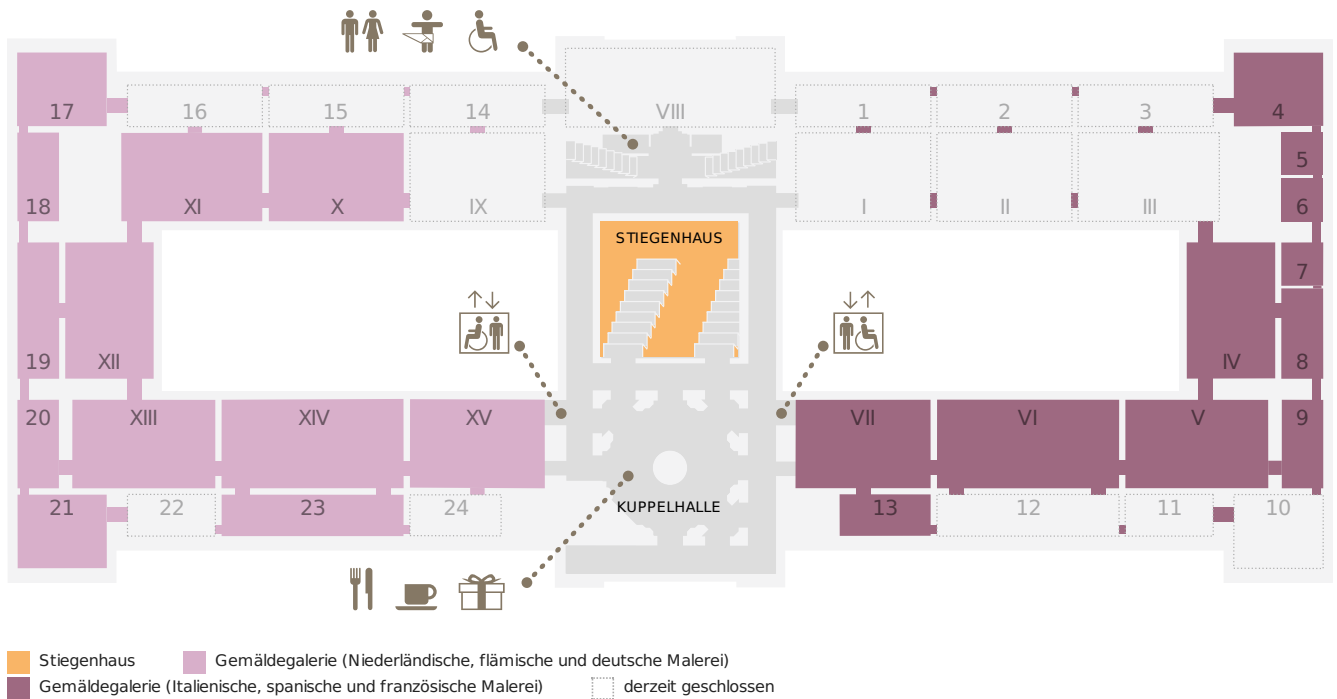 17 16 15 14 VIII 1 2 3 4
5
18 XI X IX I II III 6
STIEGENHAUS
7
19 XII IV 8
20 XIII XIV XV VII VI V 9
21 22 23 24 KUPPELHALLE 13 12 11 10
Stiegenhaus Gemäldegalerie (Niederländische, flämische und deutsche Malerei)
Gemäldegalerie (Italienische, spanische und französische Malerei) derzeit geschlossen